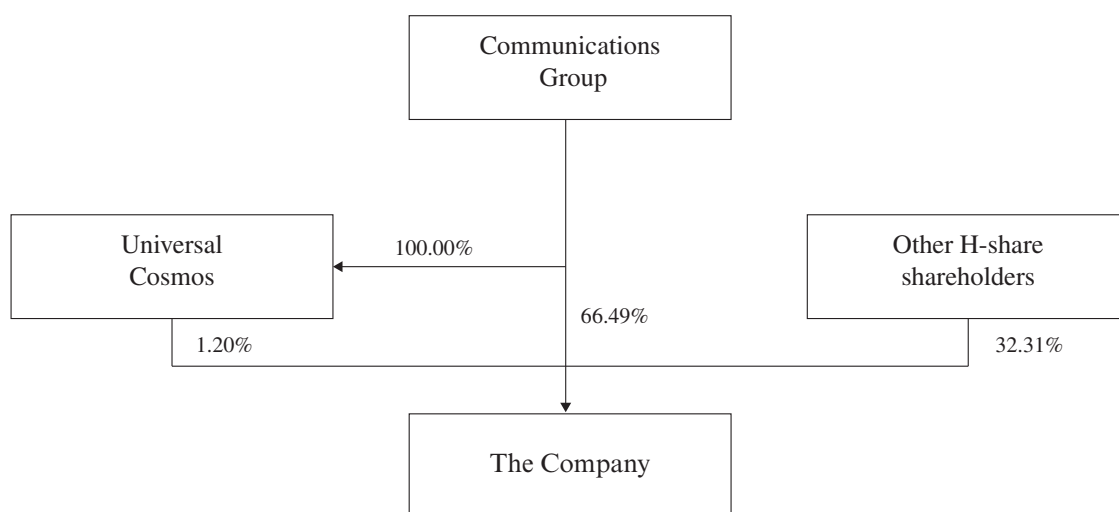 Communications
Group
Universal
Cosmos
100.00%
Other H-share
shareholders
66.49%
1.20%
32.31%
The Company